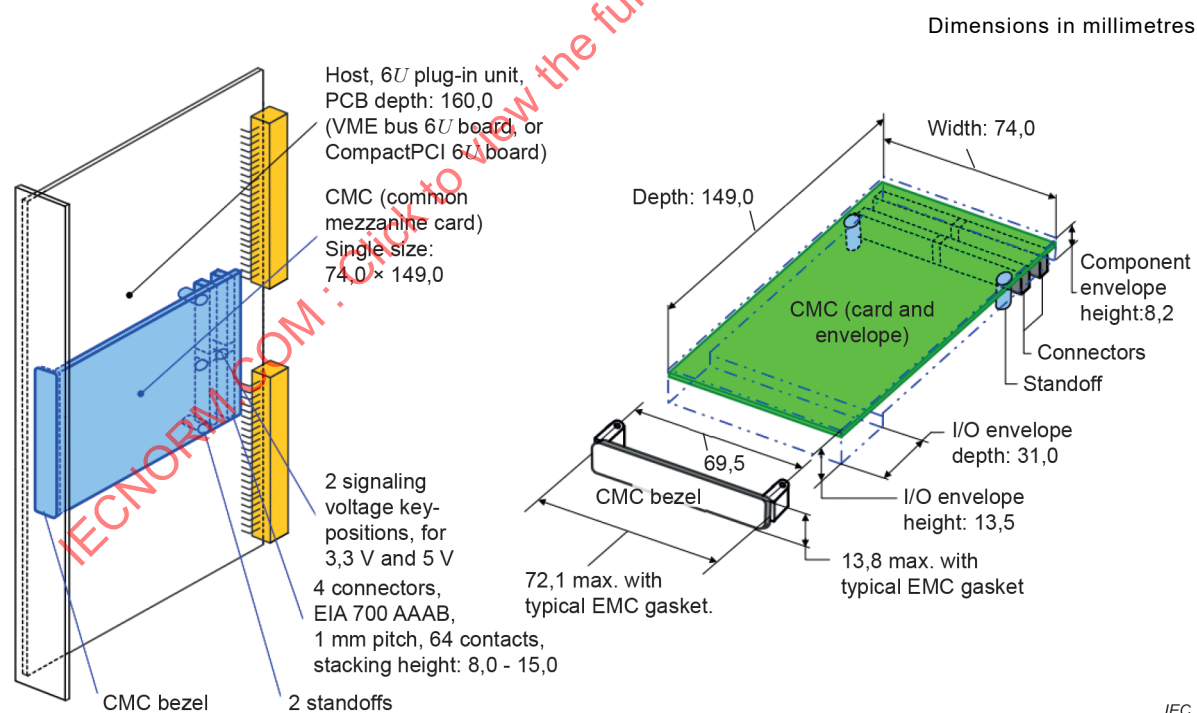 Dimensions in millimetres
Host, 6U plug-in unit,
PCB depth: 160,0
(VME bus 6U board, or
CompactPCI 6U board)
CMC (common
mezzanine card)
Single size:
74,0 × 149,0
2 signaling
voltage key-
positions, for
3,3 V and 5 V
4 connectors,
EIA 700 AAAB,
1 mm pitch, 64 contacts,
stacking height: 8,0 - 15,0
CMC bezel
2 standoffs
Width: 74,0
Depth: 149,0
Component
envelope
height:8,2
CMC (card and
envelope)
Connectors
Standoff
I/O envelope
depth: 31,0
69,5
CMC bezel
I/O envelope
height: 13,5
72,1 max. with
typical EMC gasket.
13,8 max. with
typical EMC gasket
IEC
IECNORM.COM : Click to view the full